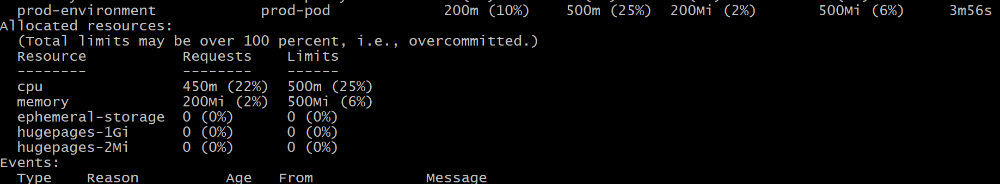 prod-environment prod-pod 200m (10%) 500m (25%) 200Mi (2%) 500Mi (6%) 3m56s
Allocated resources:
(Total limits may be over 100 percent, i.e., overcommitted.)
Resource Requests Limits
-------- -------- ------
cpu 450m (22%) 500m (25%)
memory 200Mi (2%) 500Mi (6%)
ephemeral-storage 0 (0%) 0 (0%)
hugepages-1Gi 0 (0%) 0 (0%)
hugepages-2Mi 0 (0%) 0 (0%)
Events:
Type Reason Age From Message